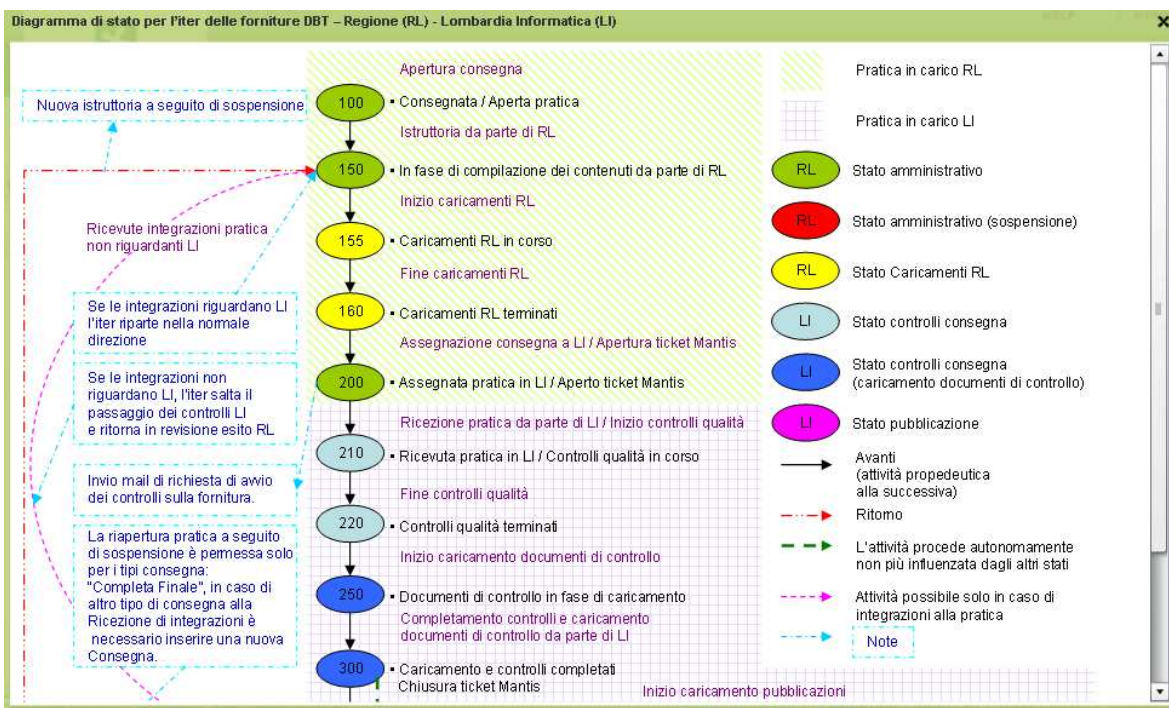 Diagramma di stato per l'iter delle forniture DBT – Regione (RL) - Lombardia Informatica (LI)
Apertura consegna
Nuova istruttoria a seguito di sospensione
100
▪ Consegnata / Aperta pratica
Istruttoria da parte di RL
150
▪ In fase di compilazione dei contenuti da parte di RL
Inizio caricamenti RL
Ricevute integrazioni pratica
non riguardanti LI
155
▪ Caricamenti RL in corso
Fine caricamenti RL
Se le integrazioni riguardano LI
l'iter riparte nella normale
direzione
160
▪ Caricamenti RL terminati
Assegnazione consegna a LI / Apertura ticket Mantis
Se le integrazioni non
riguardano LI, l'iter salta il
passaggio dei controlli LI
e ritorna in revisione esito RL
200
▪ Assegnata pratica in LI / Aperto ticket Mantis
Ricezione pratica da parte di LI / Inizio controlli qualità
210
▪ Ricevuta pratica in LI / Controlli qualità in corso
Invio mail di richiesta di avvio
dei controlli sulla fornitura.
Fine controlli qualità
220
▪ Controlli qualità terminati
La riapertura pratica a seguito
di sospensione è permessa solo
per i tipi consegna:
"Completa Finale", in caso di
altro tipo di consegna alla
Ricezione di integrazioni è
necessario inserire una nuova
Consegna.
Inizio caricamento documenti di controllo
250
▪ Documenti di controllo in fase di caricamento
Completamento controlli e caricamento
documenti di controllo da parte di LI
300
▪ Caricamento e controlli completati
Chiusura ticket Mantis
Inizio caricamento pubblicazioni
Pratica in carico RL
Pratica in carico LI
RL
Stato amministrativo
RL
Stato amministrativo (sospensione)
RL
Stato Caricamenti RL
LI
Stato controlli consegna
LI
Stato controlli consegna
(caricamento documenti di controllo)
LI
Stato pubblicazione
Avanti
(attività propedeutica
alla successiva)
Ritorno
L'attività procede autonomamente
non più influenzata dagli altri stati
Attività possibile solo in caso di
integrazioni alla pratica
Note